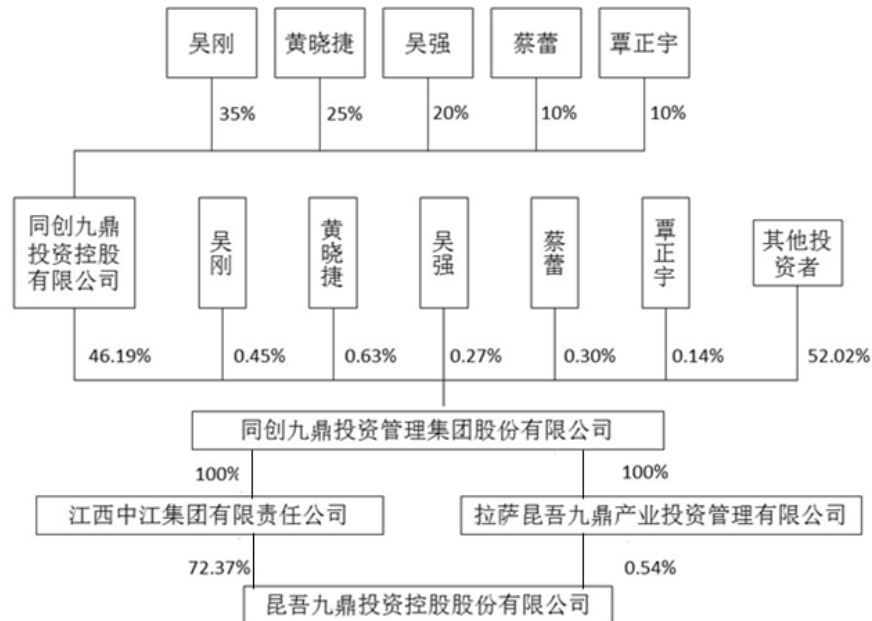 吴刚
黄晓捷
吴强
蔡蕾
覃正宇
35%
25%
20%
10%
10%
同创九鼎
投资控股
有限公司
吴刚
黄晓捷
吴强
蔡蕾
覃正宇
其他投
资者
46.19%
0.45%
0.63%
0.27%
0.30%
0.14%
52.02%
同创九鼎投资管理集团股份有限公司
100%
100%
江西中江集团有限责任公司
拉萨昆吾九鼎产业投资管理有限公司
72.37%
0.54%
昆吾九鼎投资控股股份有限公司